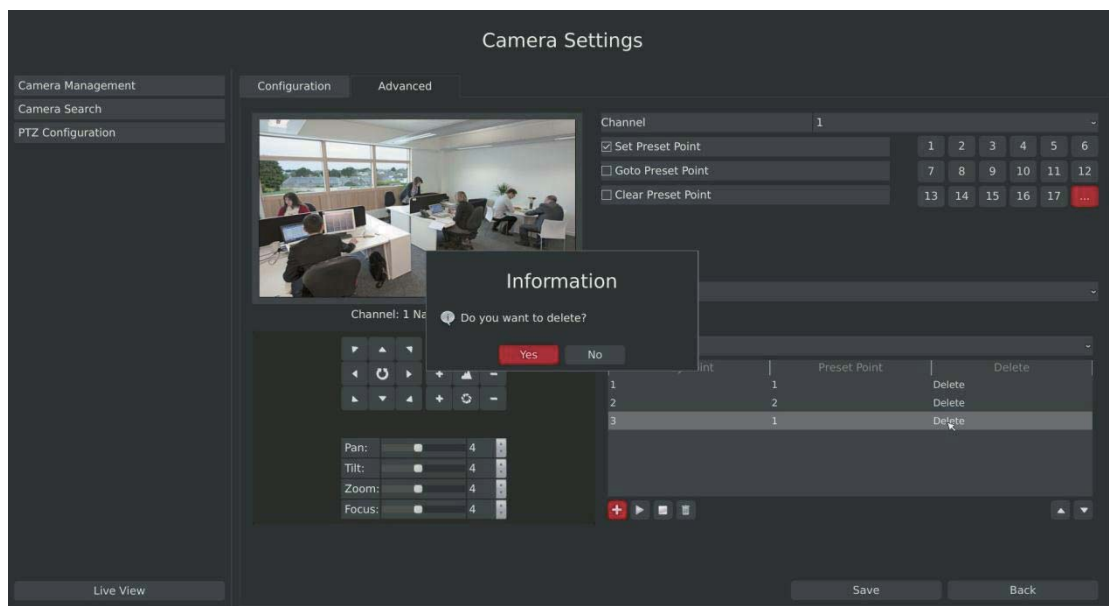 Camera Settings
Camera Management
Camera Search
PTZ Configuration
Live View
Configuration Advanced
Channel: 1 Na
Pan: 4
Tilt: 4
Zoom: 4
Focus: 4
Channel 1
Set Preset Point 1 2 3 4 5 6
Goto Preset Point 7 8 9 10 11 12
Clear Preset Point 13 14 15 16 17 ...
Information
Do you want to delete?
Yes No
Preset Point Delete
1 1 Delete
2 2 Delete
3 1 Delete
Save Back